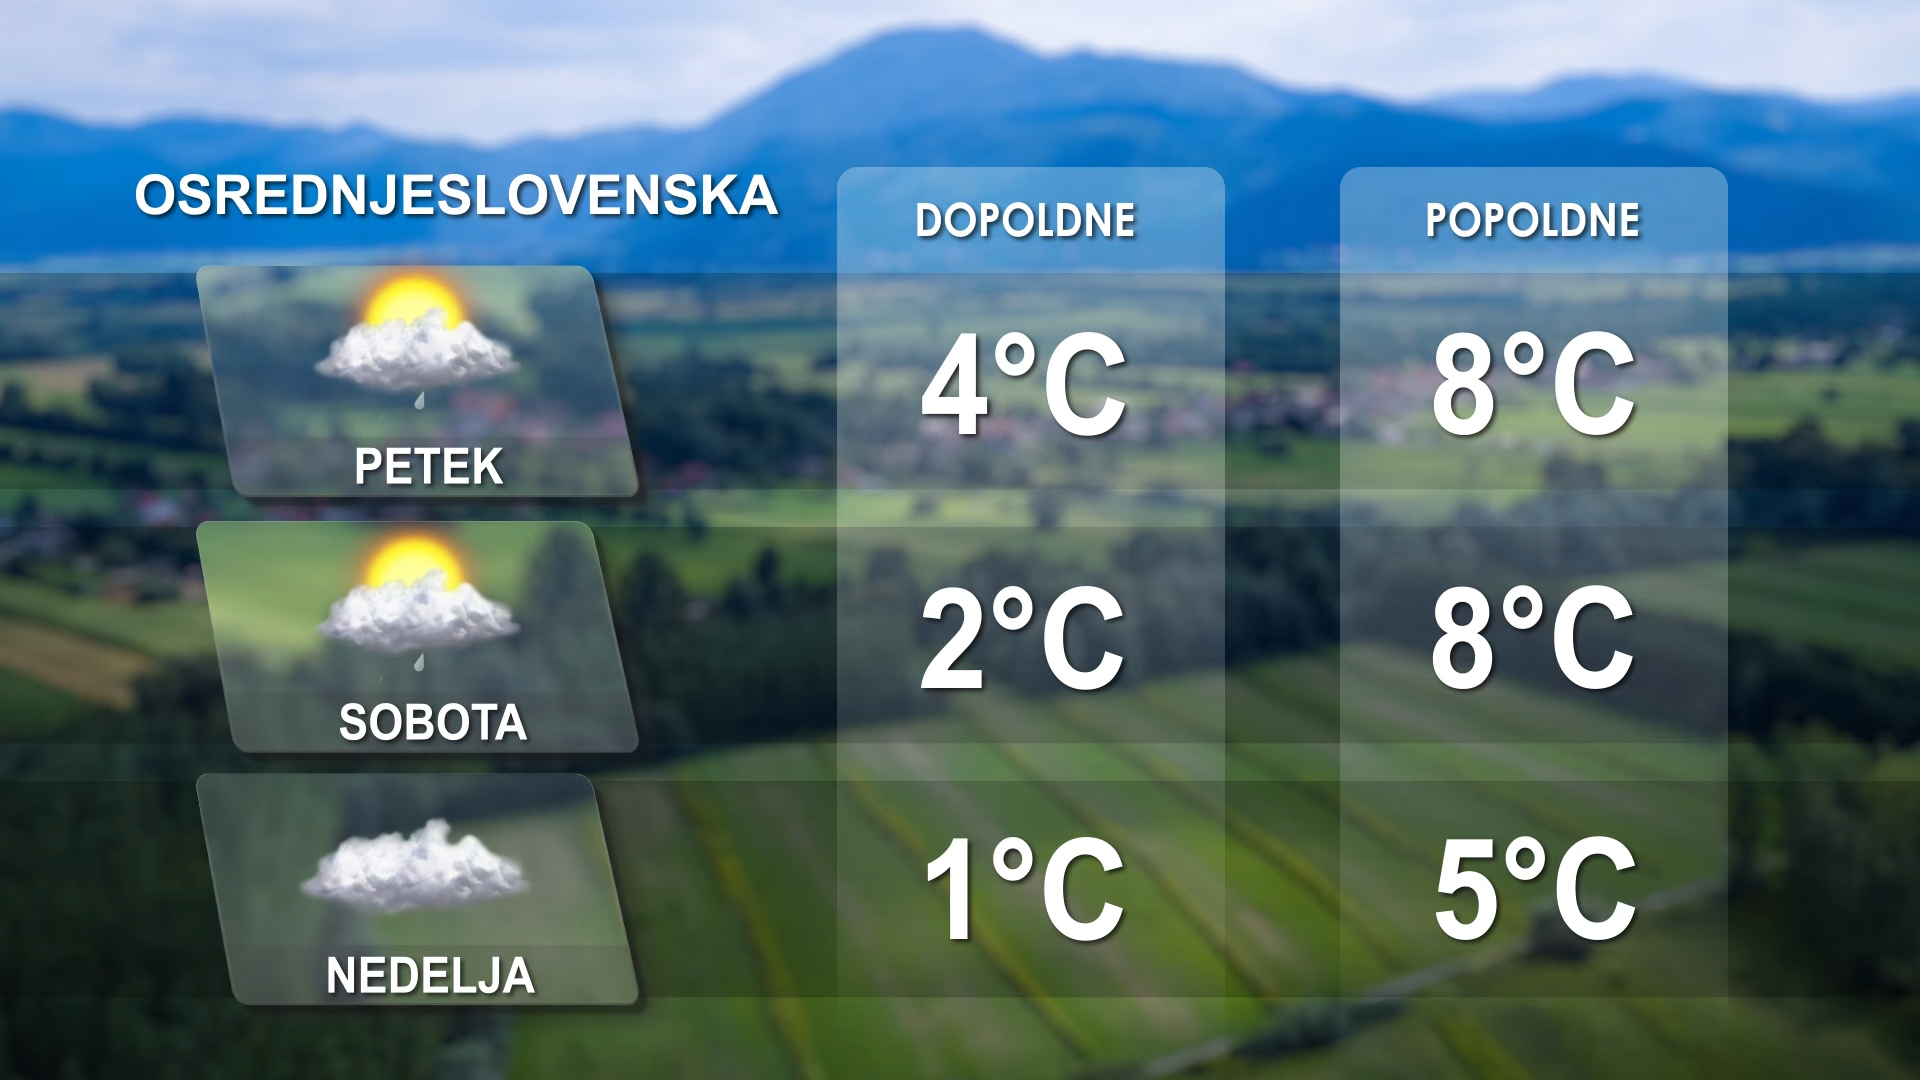 OSREDNJESLOVENSKA
DOPOLDNE
POPOLDNE
4°C
8°C
PETEK
2°C
8°C
SOBOTA
1°C
5°C
NEDELJA